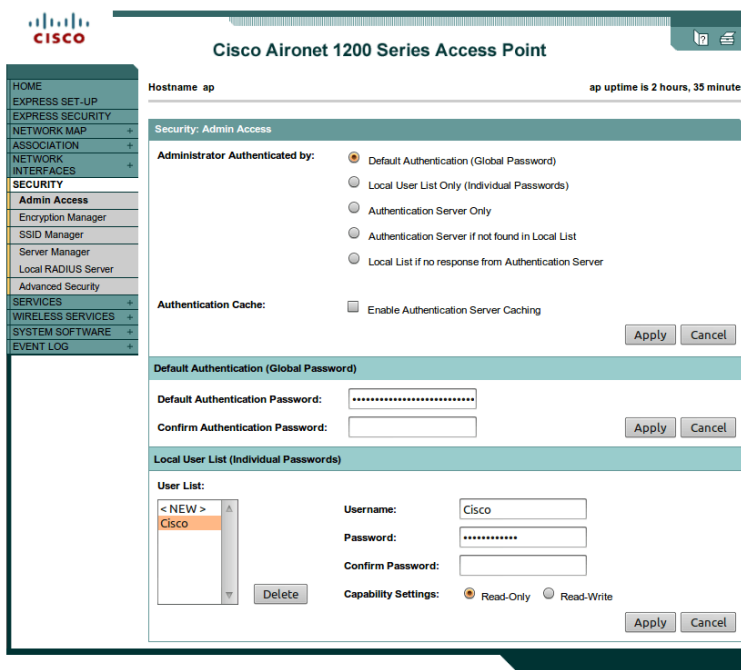 CISCO
Cisco Aironet 1200 Series Access Point
HOME
EXPRESS SET-UP
EXPRESS SECURITY
NETWORK MAP +
ASSOCIATION +
NETWORK
INTERFACES +
SECURITY
Admin Access
Encryption Manager
SSID Manager
Server Manager
Local RADIUS Server
Advanced Security
SERVICES +
WIRELESS SERVICES +
SYSTEM SOFTWARE +
EVENT LOG +
Hostname ap ap uptime is 2 hours, 35 minute
Security: Admin Access
Administrator Authenticated by: Default Authentication (Global Password)
Local User List Only (Individual Passwords)
Authentication Server Only
Authentication Server if not found in Local List
Local List if no response from Authentication Server
Authentication Cache: Enable Authentication Server Caching
Apply Cancel
Default Authentication (Global Password)
Default Authentication Password: ••••••••••••••••••••••••••
Confirm Authentication Password: Apply Cancel
Local User List (Individual Passwords)
User List:
< NEW >
Cisco
Delete
Username: Cisco
Password: ••••••••••••
Confirm Password:
Capability Settings: Read-Only Read-Write
Apply Cancel